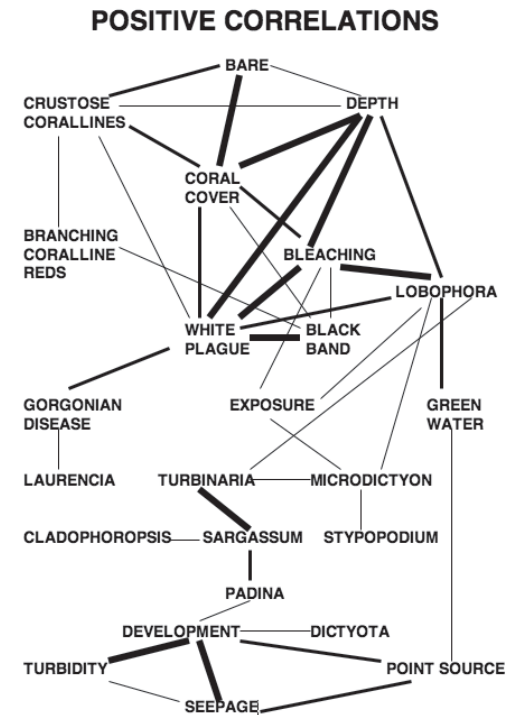 POSITIVE CORRELATIONS
BARE
CRUSTOSE
CORALLINES
DEPTH
CORAL
COVER
BRANCHING
CORALLINE
REDS
BLEACHING
LOBOPHORA
WHITE
PLAGUE
BLACK
BAND
GORGONIAN
DISEASE
EXPOSURE
GREEN
WATER
LAURENCIA
TURBINARIA
MICRODICTYON
CLADOPHOROPSIS
SARGASSUM
STYPOPODIUM
PADINA
DEVELOPMENT
DICTYOTA
TURBIDITY
POINT SOURCE
SEEPAGE